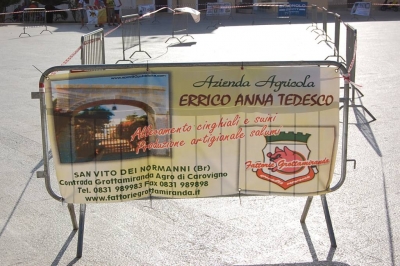 Azienda Agricola
ERRICO ANNA TEDESCO
Allevamento cinghiali e suini
Produzione artigianale salumi
Fattoria Grottamiranda
SAN VITO DEI NORMANNI (Br)
Contrada Grottamiranda Agro di Carovigno
Tel. 0831 989983 Fax 0831 989898
www.fattoriegrottamiranda.it